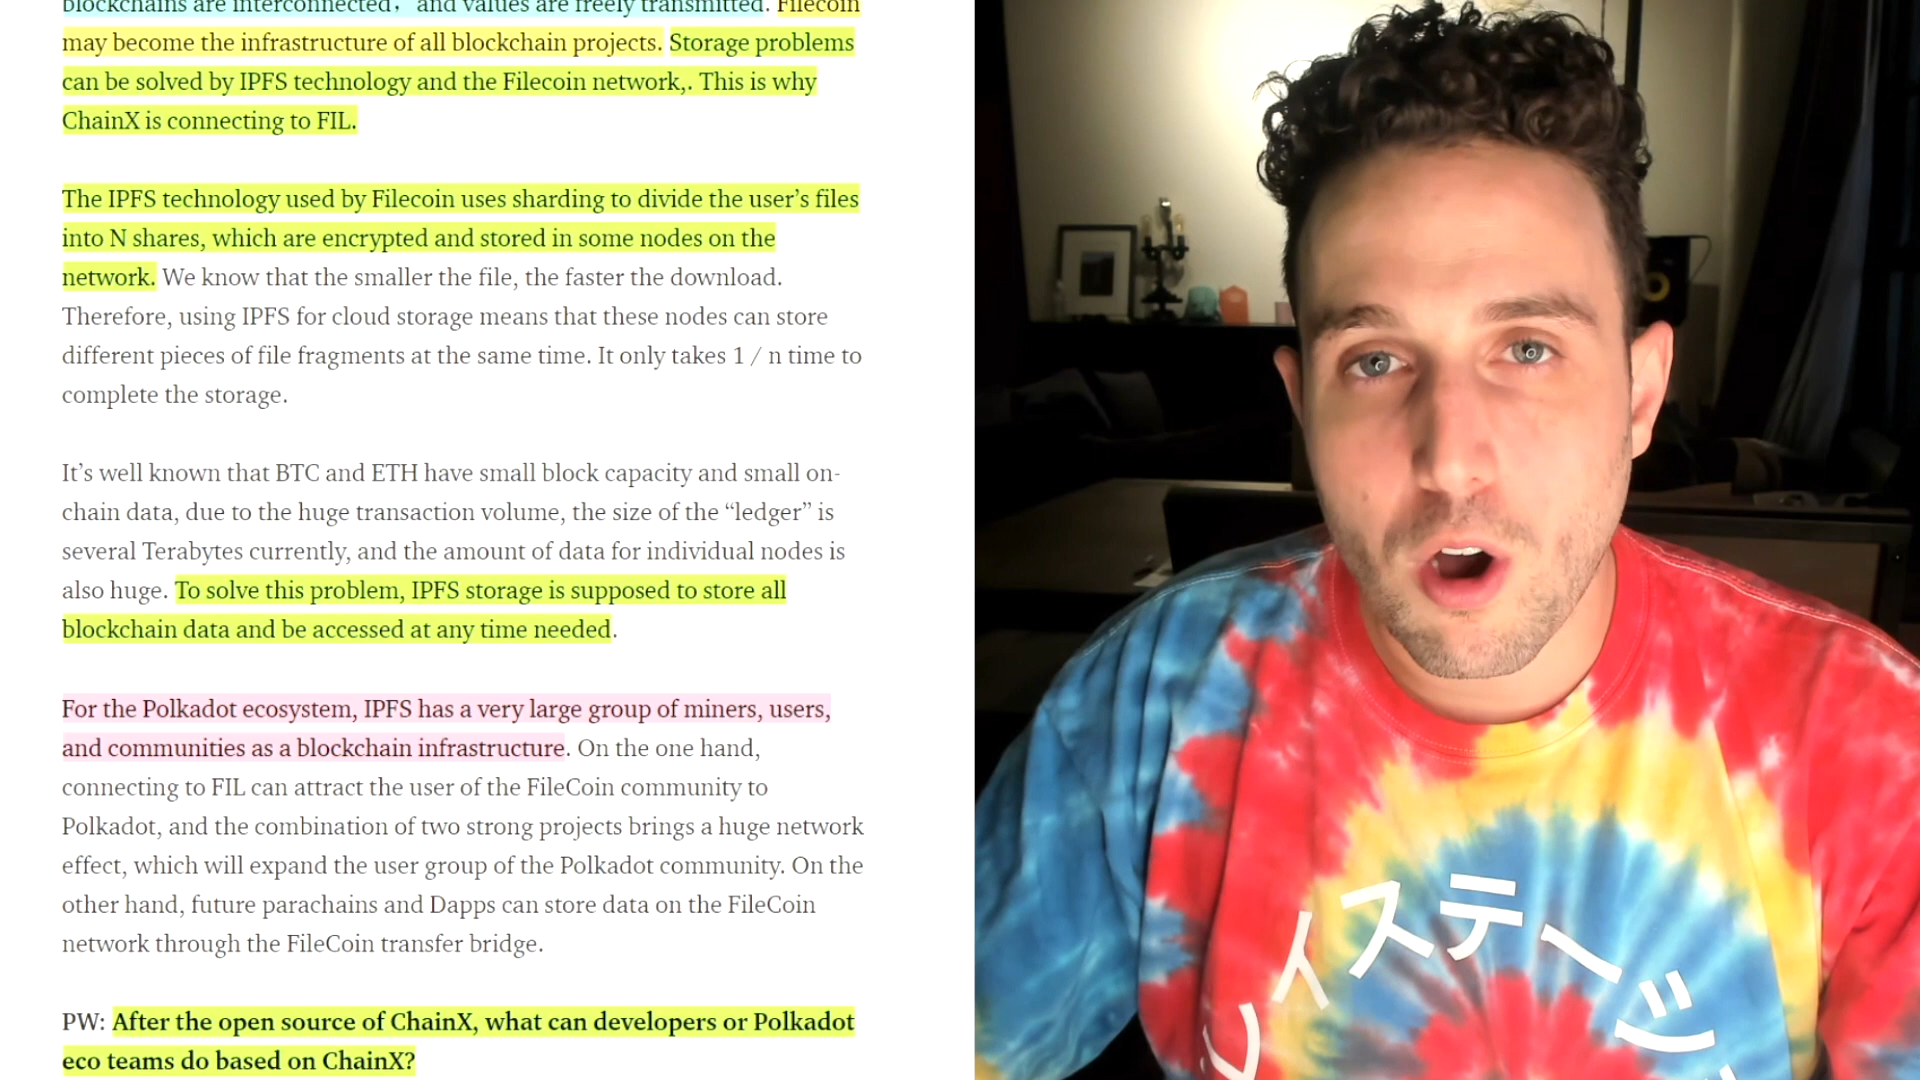 blockchains are interconnected， and values are freely transmitted. Filecoin
may become the infrastructure of all blockchain projects. Storage problems
can be solved by IPFS technology and the Filecoin network,. This is why
ChainX is connecting to FIL.
The IPFS technology used by Filecoin uses sharding to divide the user’s files
into N shares, which are encrypted and stored in some nodes on the
network. We know that the smaller the file, the faster the download.
Therefore, using IPFS for cloud storage means that these nodes can store
different pieces of file fragments at the same time. It only takes 1 / n time to
complete the storage.
It’s well known that BTC and ETH have small block capacity and small on-
chain data, due to the huge transaction volume, the size of the “ledger” is
several Terabytes currently, and the amount of data for individual nodes is
also huge. To solve this problem, IPFS storage is supposed to store all
blockchain data and be accessed at any time needed.
For the Polkadot ecosystem, IPFS has a very large group of miners, users,
and communities as a blockchain infrastructure. On the one hand,
connecting to FIL can attract the user of the FileCoin community to
Polkadot, and the combination of two strong projects brings a huge network
effect, which will expand the user group of the Polkadot community. On the
other hand, future parachains and Dapps can store data on the FileCoin
network through the FileCoin transfer bridge.
PW: After the open source of ChainX, what can developers or Polkadot
eco teams do based on ChainX?
レイステージ